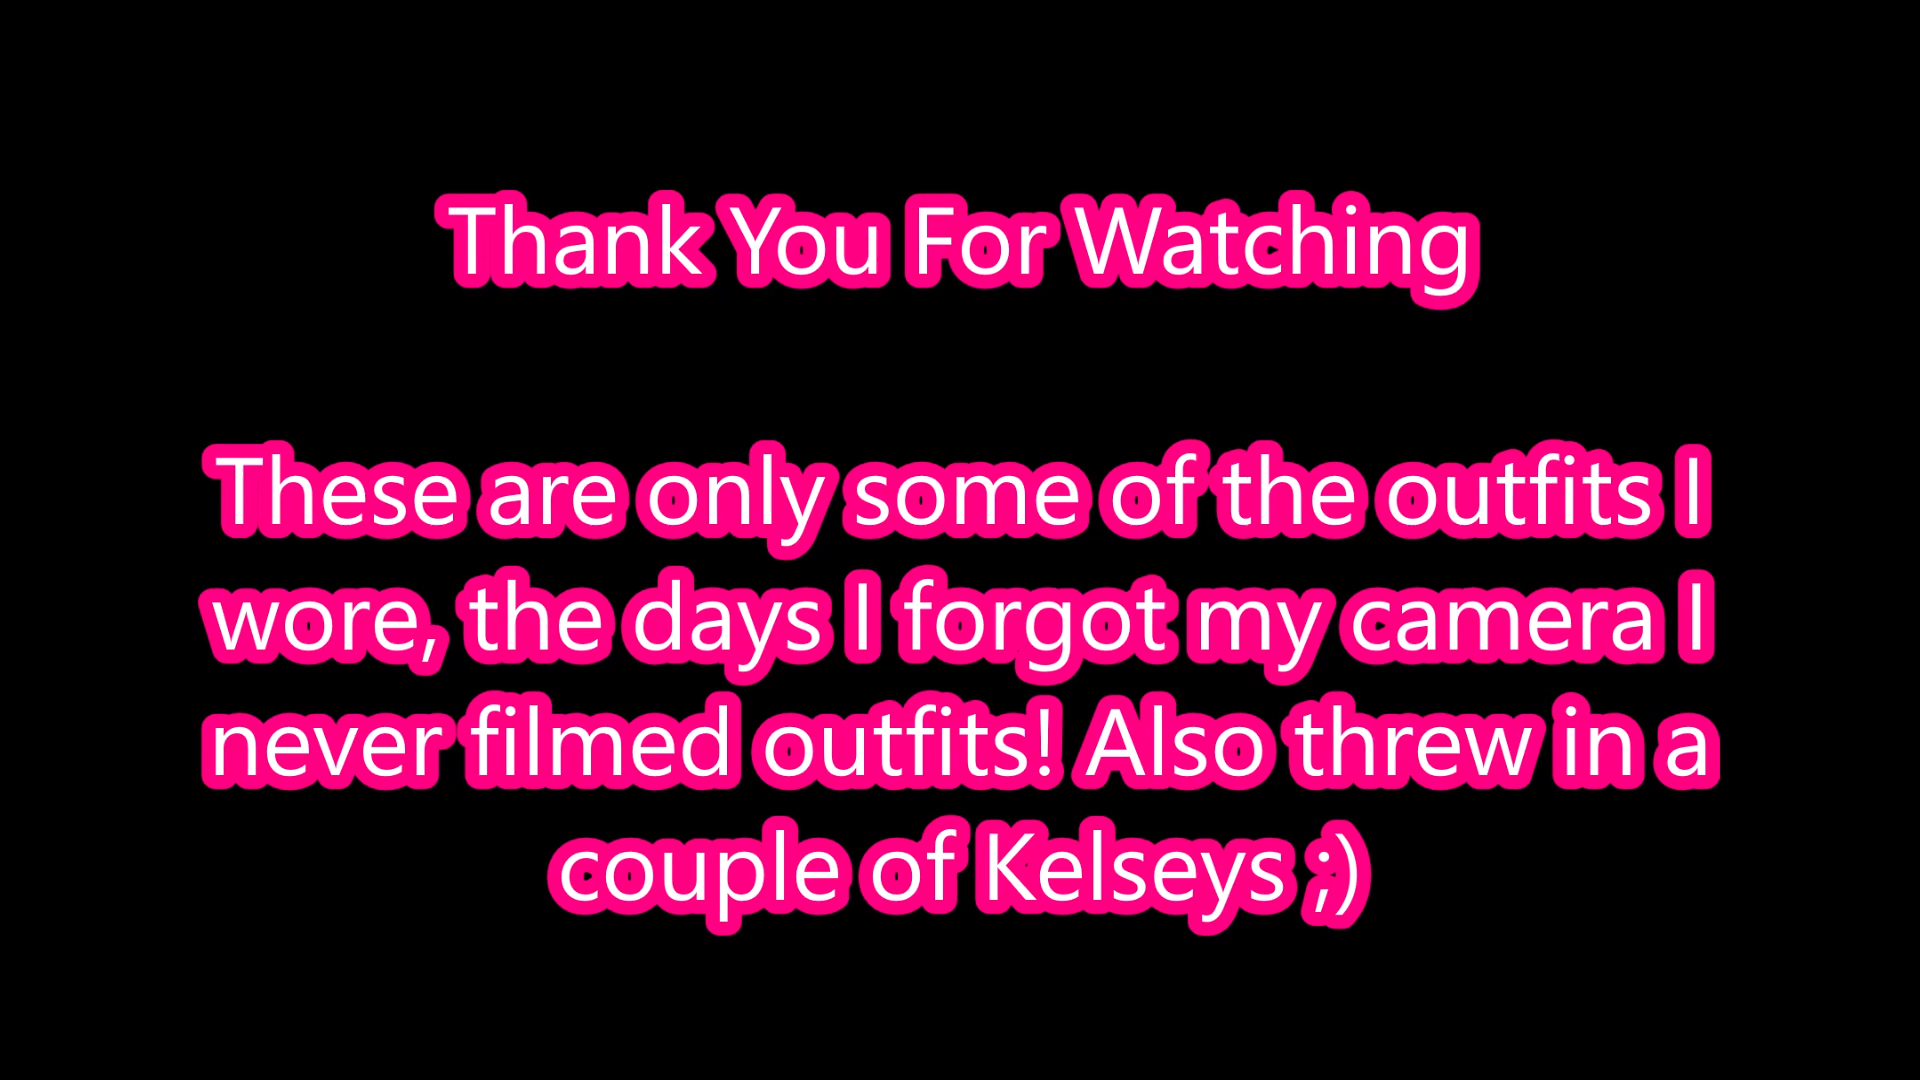 Thank You For Watching
These are only some of the outfits I
wore, the days I forgot my camera I
never filmed outfits! Also threw in a
couple of Kelseys ;)